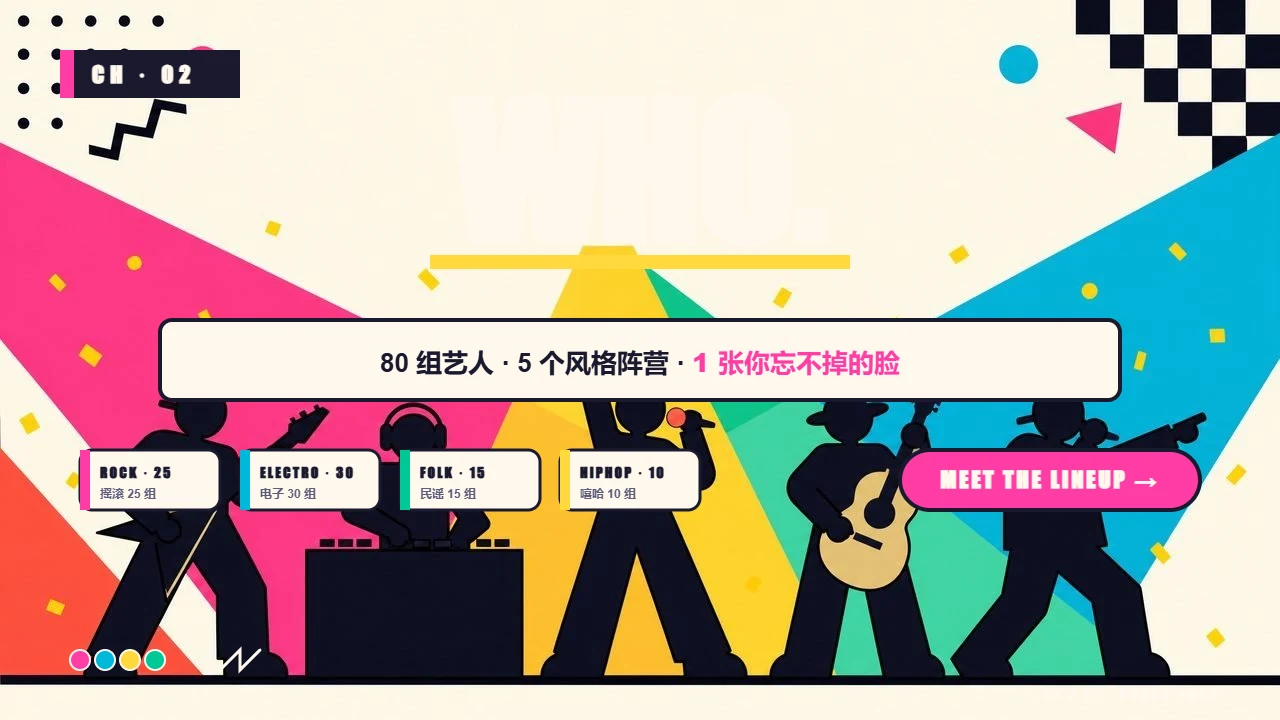 CH · 02
WHO.
80 组艺人 · 5 个风格阵营 · 1 张你忘不掉的脸
ROCK · 25
摇滚 25 组
ELECTRO · 30
电子 30 组
FOLK · 15
民谣 15 组
HIPHOP · 10
嘻哈 10 组
MEET THE LINEUP →